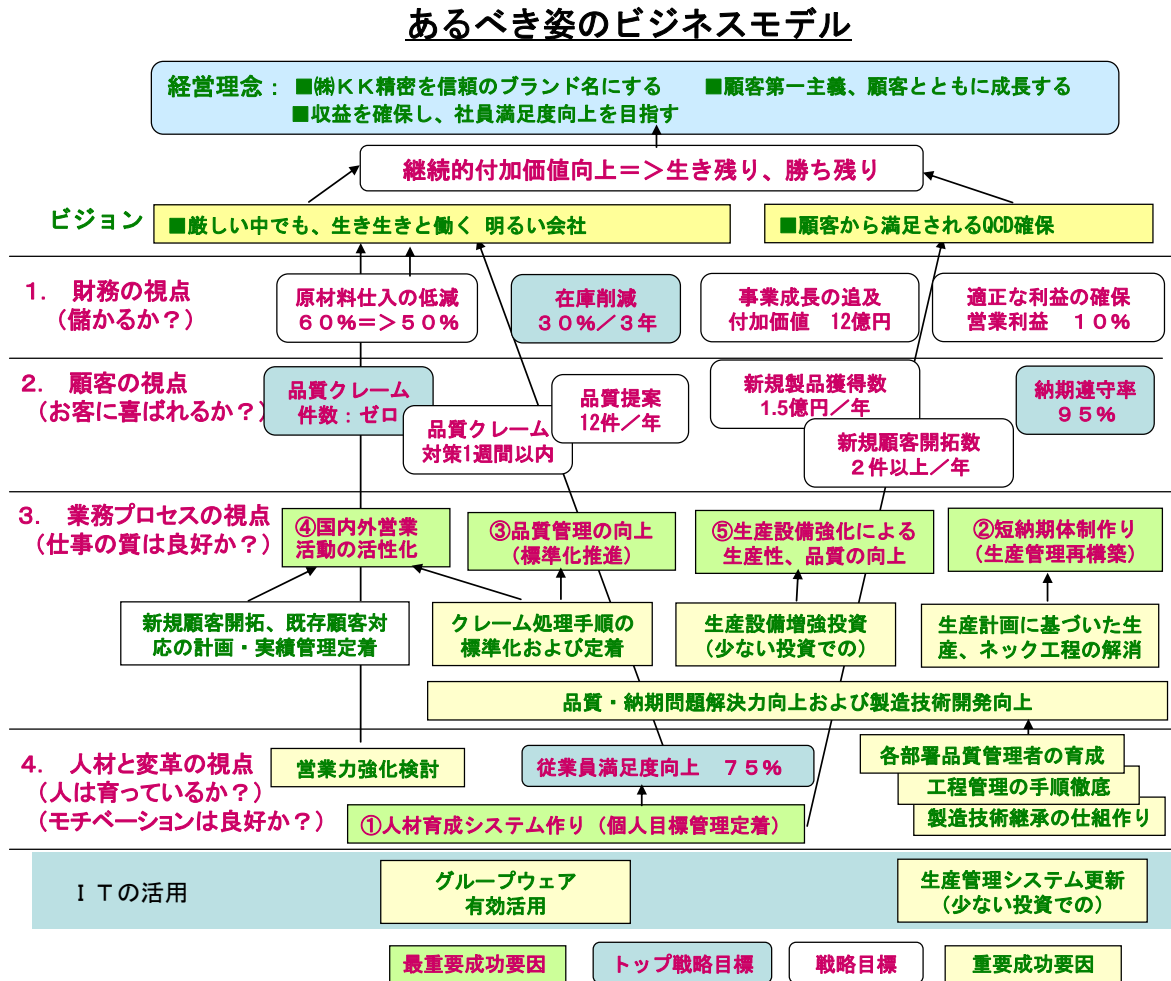 あるべき姿のビジネスモデル
経営理念： ■㈱ＫＫ精密を信頼のブランド名にする ■顧客第一主義、顧客とともに成長する
■収益を確保し、社員満足度向上を目指す
継続的付加価値向上＝＞生き残り、勝ち残り
ビジョン
■厳しい中でも、生き生きと働く 明るい会社
■顧客から満足されるQCD確保
1. 財務の視点
（儲かるか？）
原材料仕入の低減
６０％＝＞５０％
在庫削減
３０％／３年
事業成長の追及
付加価値 12億円
適正な利益の確保
営業利益 １０％
2. 顧客の視点
（お客に喜ばれるか？）
品質クレーム
件数：ゼロ
品質クレーム
対策1週間以内
品質提案
12件／年
新規製品獲得数
1.5億円／年
新規顧客開拓数
２件以上／年
納期遵守率
９５％
3. 業務プロセスの視点
（仕事の質は良好か？）
④国内外営業
活動の活性化
③品質管理の向上
（標準化推進）
⑤生産設備強化による
生産性、品質の向上
②短納期体制作り
（生産管理再構築）
新規顧客開拓、既存顧客対
応の計画・実績管理定着
クレーム処理手順の
標準化および定着
生産設備増強投資
（少ない投資での）
生産計画に基づいた生
産、ネック工程の解消
品質・納期問題解決力向上および製造技術開発向上
4. 人材と変革の視点
（人は育っているか？）
（モチベーションは良好か？）
営業力強化検討
従業員満足度向上 ７５％
①人材育成システム作り（個人目標管理定着）
各部署品質管理者の育成
工程管理の手順徹底
製造技術継承の仕組作り
ＩＴの活用
グループウェア
有効活用
生産管理システム更新
（少ない投資での）
最重要成功要因
トップ戦略目標
戦略目標
重要成功要因